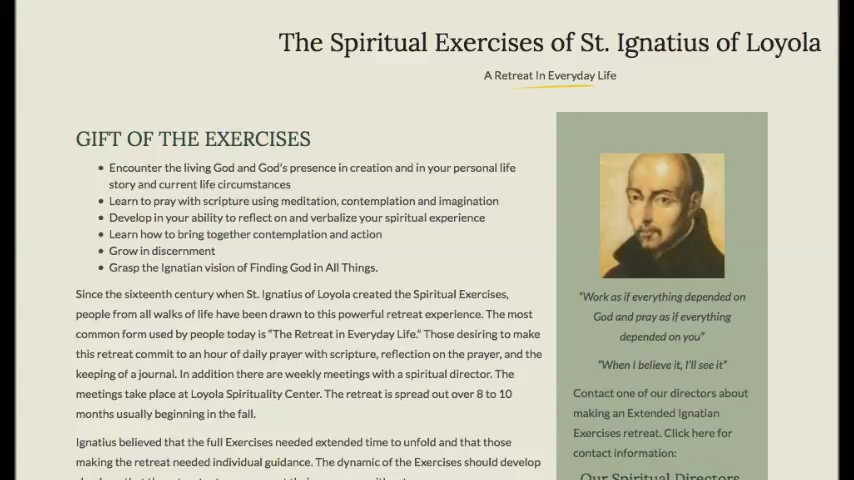 The Spiritual Exercises of St. Ignatius of Loyola
A Retreat In Everyday Life
GIFT OF THE EXERCISES
• Encounter the living God and God's presence in creation and in your personal life
story and current life circumstances
• Learn to pray with scripture using meditation, contemplation and imagination
• Develop in your ability to reflect on and verbalize your spiritual experience
• Learn how to bring together contemplation and action
• Grow in discernment
• Grasp the Ignatian vision of Finding God in All Things.
Since the sixteenth century when St. Ignatius of Loyola created the Spiritual Exercises,
people from all walks of life have been drawn to this powerful retreat experience. The most
common form used by people today is "The Retreat in Everyday Life." Those desiring to make
this retreat commit to an hour of daily prayer with scripture, reflection on the prayer, and the
keeping of a journal. In addition there are weekly meetings with a spiritual director. The
meetings take place at Loyola Spirituality Center. The retreat is spread out over 8 to 10
months usually beginning in the fall.
Ignatius believed that the full Exercises needed extended time to unfold and that those
making the retreat needed individual guidance. The dynamic of the Exercises should develop
"Work as if everything depended on
God and pray as if everything
depended on you"
"When I believe it, I'll see it"
Contact one of our directors about
making an Extended Ignatian
Exercises retreat. Click here for
contact information:
Our Spiritual Directors